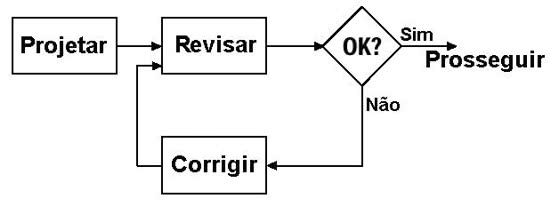 Projetar
Revisar
OK?
Sim
Prosseguir
Não
Corrigir